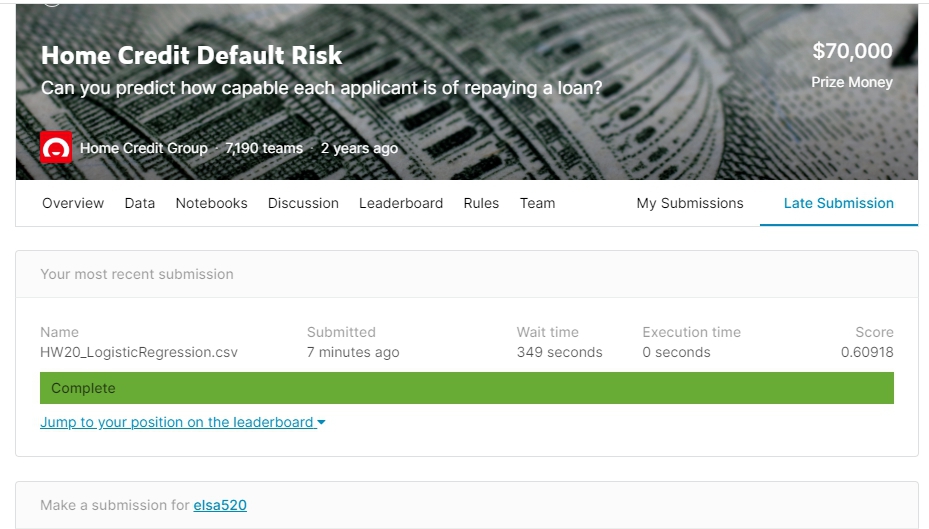 Home Credit Default Risk
$70,000
Can you predict how capable each applicant is of repaying a loan?
Prize Money
Home Credit Group · 7,190 teams · 2 years ago
Overview Data Notebooks Discussion Leaderboard Rules Team My Submissions Late Submission
Your most recent submission
Name Submitted Wait time Execution time Score
HW20_LogisticRegression.csv 7 minutes ago 349 seconds 0 seconds 0.60918
Complete
Jump to your position on the leaderboard
Make a submission for elsa520